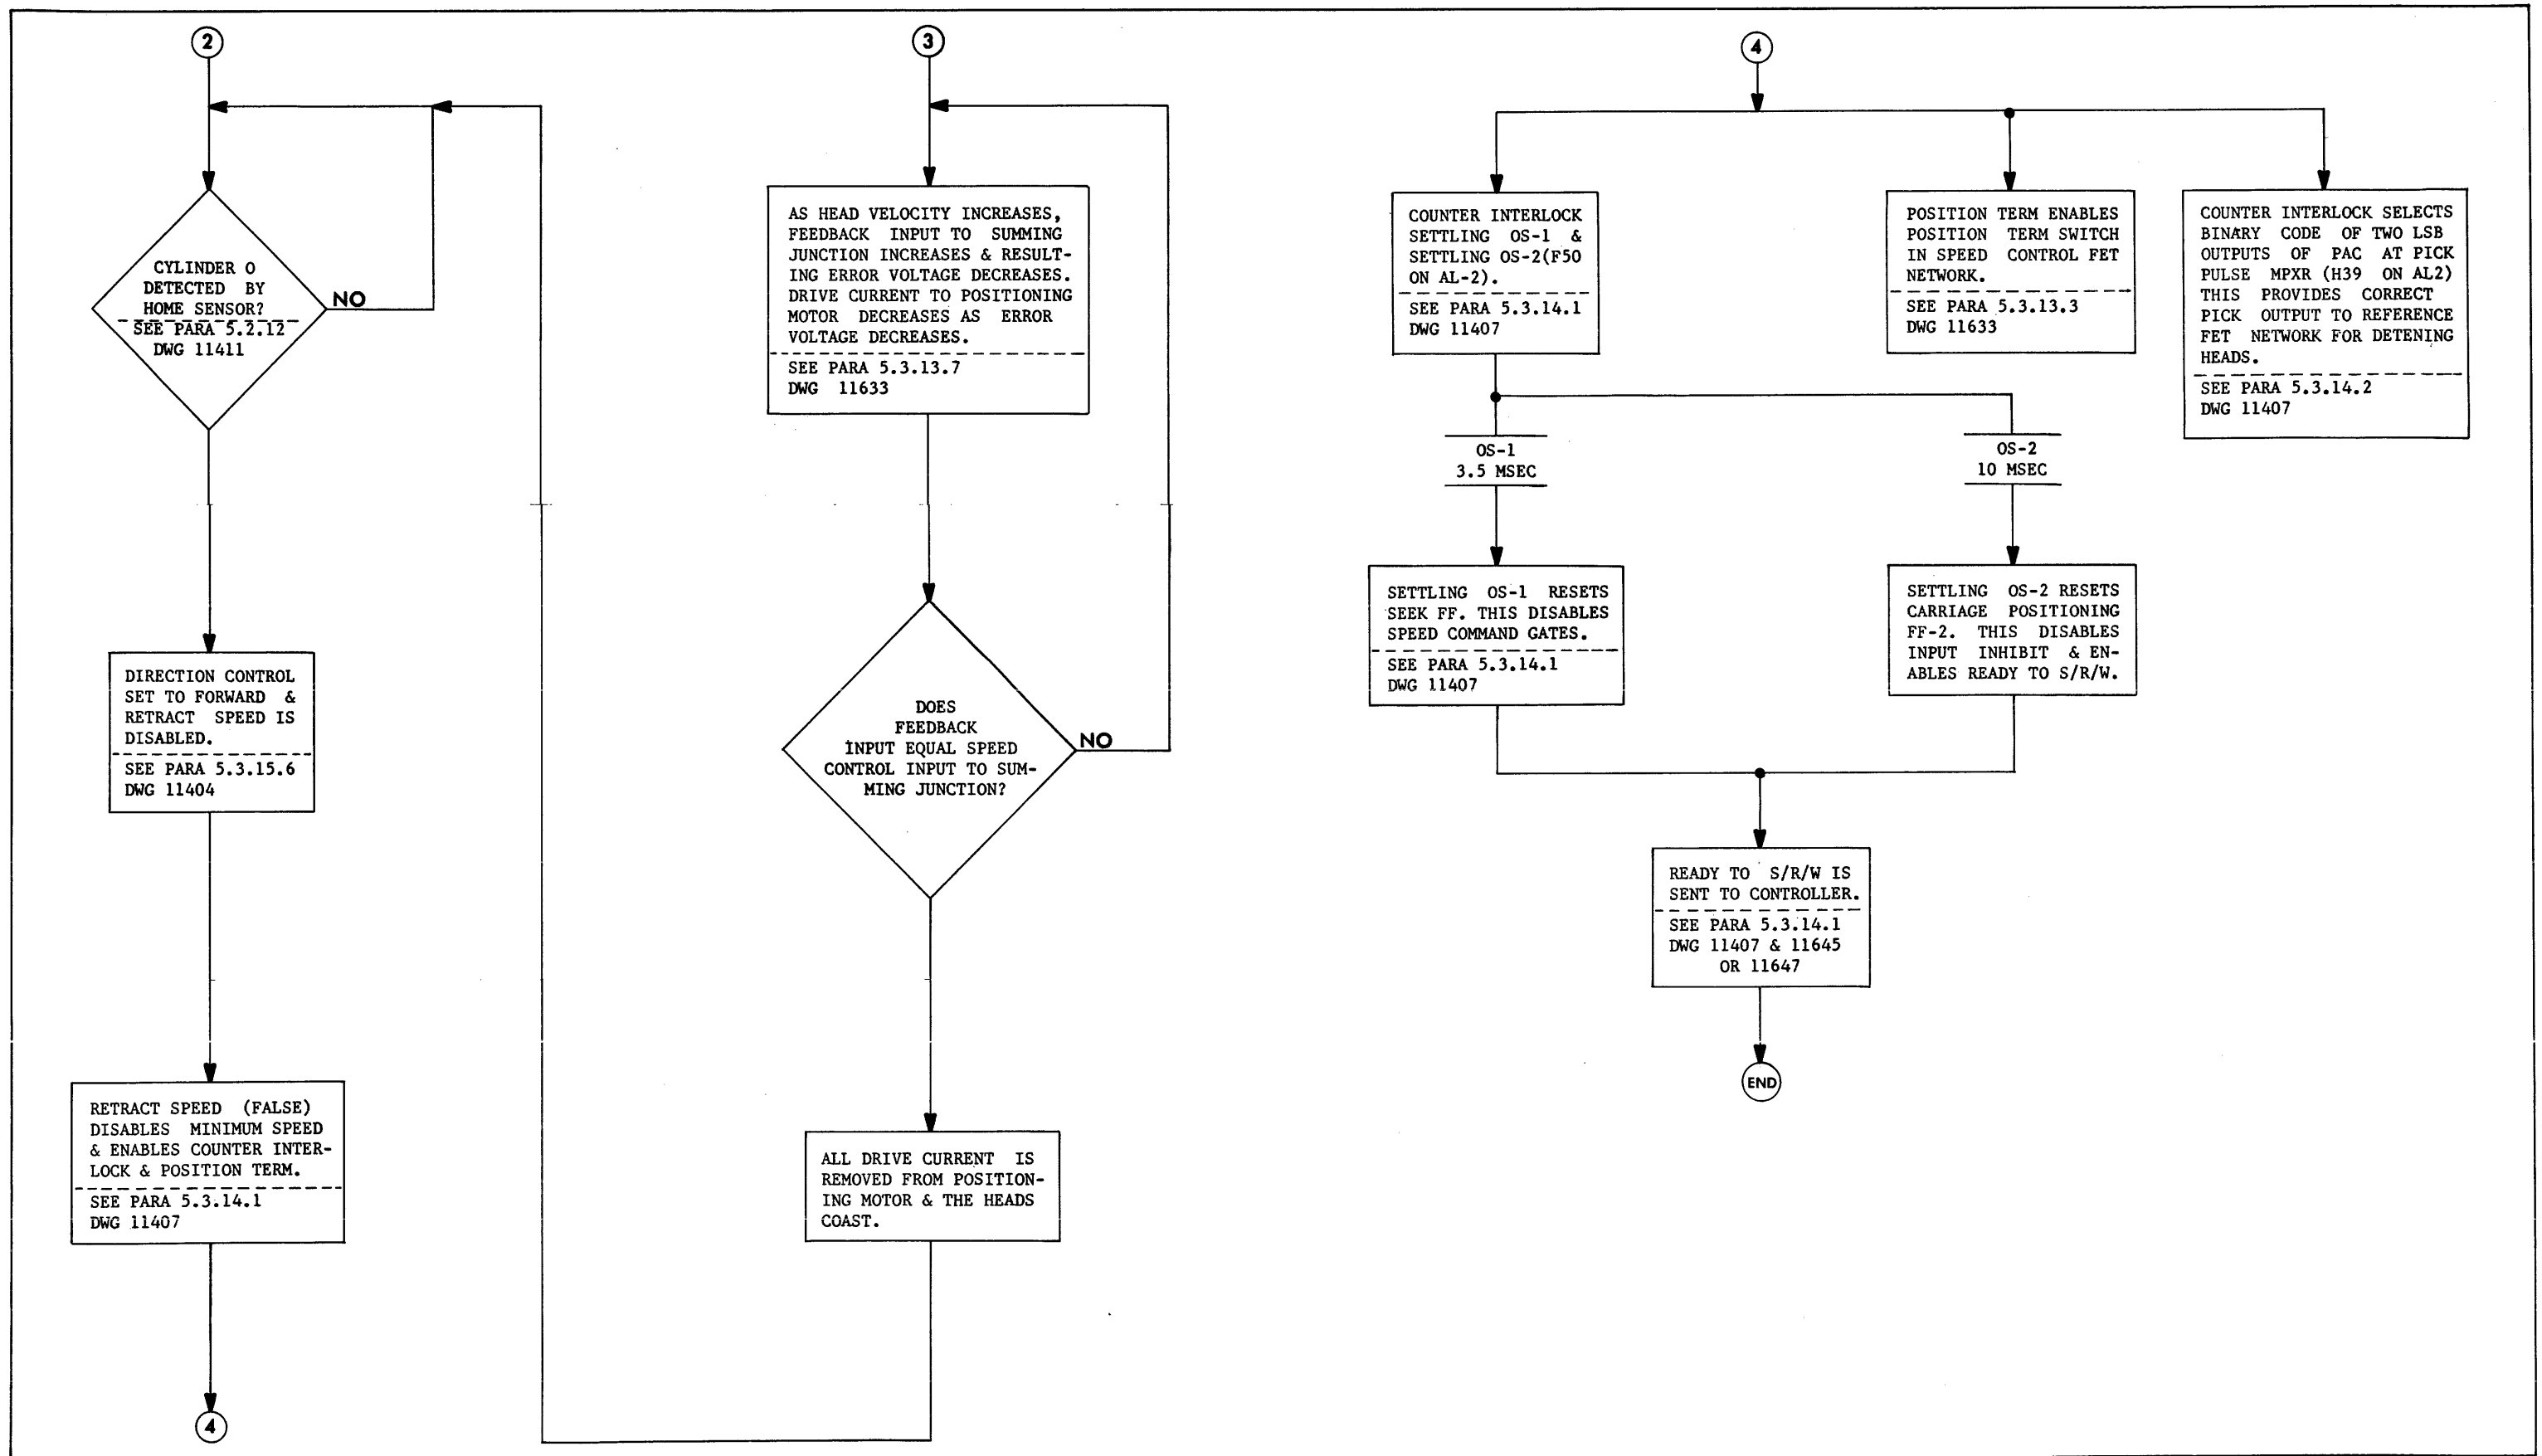 2
CYLINDER 0
DETECTED BY
HOME SENSOR?
SEE PARA 5.2.12
DWG 11411
NO
DIRECTION CONTROL
SET TO FORWARD &
RETRACT SPEED IS
DISABLED.
SEE PARA 5.3.15.6
DWG 11404
RETRACT SPEED (FALSE)
DISABLES MINIMUM SPEED
& ENABLES COUNTER INTER-
LOCK & POSITION TERM.
SEE PARA 5.3.14.1
DWG 11407
4
3
AS HEAD VELOCITY INCREASES,
FEEDBACK INPUT TO SUMMING
JUNCTION INCREASES & RESULT-
ING ERROR VOLTAGE DECREASES.
DRIVE CURRENT TO POSITIONING
MOTOR DECREASES AS ERROR
VOLTAGE DECREASES.
SEE PARA 5.3.13.7
DWG 11633
DOES
FEEDBACK
INPUT EQUAL SPEED
CONTROL INPUT TO SUM-
MING JUNCTION?
NO
ALL DRIVE CURRENT IS
REMOVED FROM POSITION-
ING MOTOR & THE HEADS
COAST.
4
COUNTER INTERLOCK
SETTLING OS-1 &
SETTLING OS-2(F50
ON AL-2).
SEE PARA 5.3.14.1
DWG 11407
POSITION TERM ENABLES
POSITION TERM SWITCH
IN SPEED CONTROL FET
NETWORK.
SEE PARA 5.3.13.3
DWG 11633
COUNTER INTERLOCK SELECTS
BINARY CODE OF TWO LSB
OUTPUTS OF PAC AT PICK
PULSE MPXR (H39 ON AL2)
THIS PROVIDES CORRECT
PICK OUTPUT TO REFERENCE
FET NETWORK FOR DETENING
HEADS.
SEE PARA 5.3.14.2
DWG 11407
OS-1
3.5 MSEC
OS-2
10 MSEC
SETTLING OS-1 RESETS
SEEK FF. THIS DISABLES
SPEED COMMAND GATES.
SEE PARA 5.3.14.1
DWG 11407
SETTLING OS-2 RESETS
CARRIAGE POSITIONING
FF-2. THIS DISABLES
INPUT INHIBIT & EN-
ABLES READY TO S/R/W.
READY TO S/R/W IS
SENT TO CONTROLLER.
SEE PARA 5.3.14.1
DWG 11407 & 11645
OR 11647
END